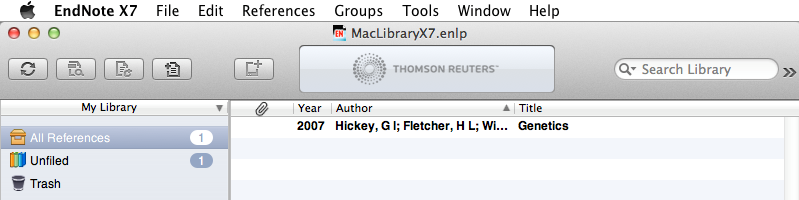 EndNote X7 File Edit References Groups Tools Window Help
MacLibraryX7.enlp
THOMSON REUTERS™
Search Library
My Library
Year Author Title
All References 1
2007 Hickey, G I; Fletcher, H L; Wi... Genetics
Unfiled 1
Trash